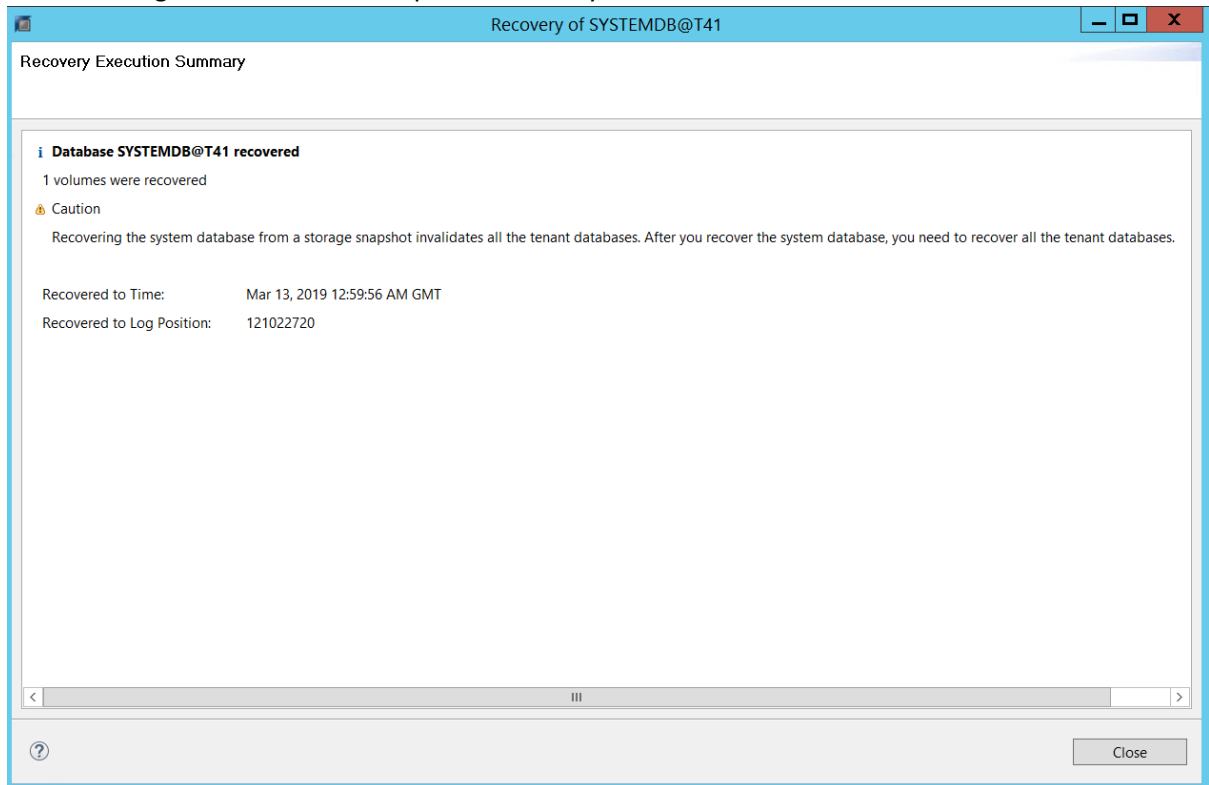 Recovery of SYSTEMDB@T41
Recovery Execution Summary
i Database SYSTEMDB@T41 recovered
1 volumes were recovered
Caution
Recovering the system database from a storage snapshot invalidates all the tenant databases. After you recover the system database, you need to recover all the tenant databases.
Recovered to Time: Mar 13, 2019 12:59:56 AM GMT
Recovered to Log Position: 121022720
Close